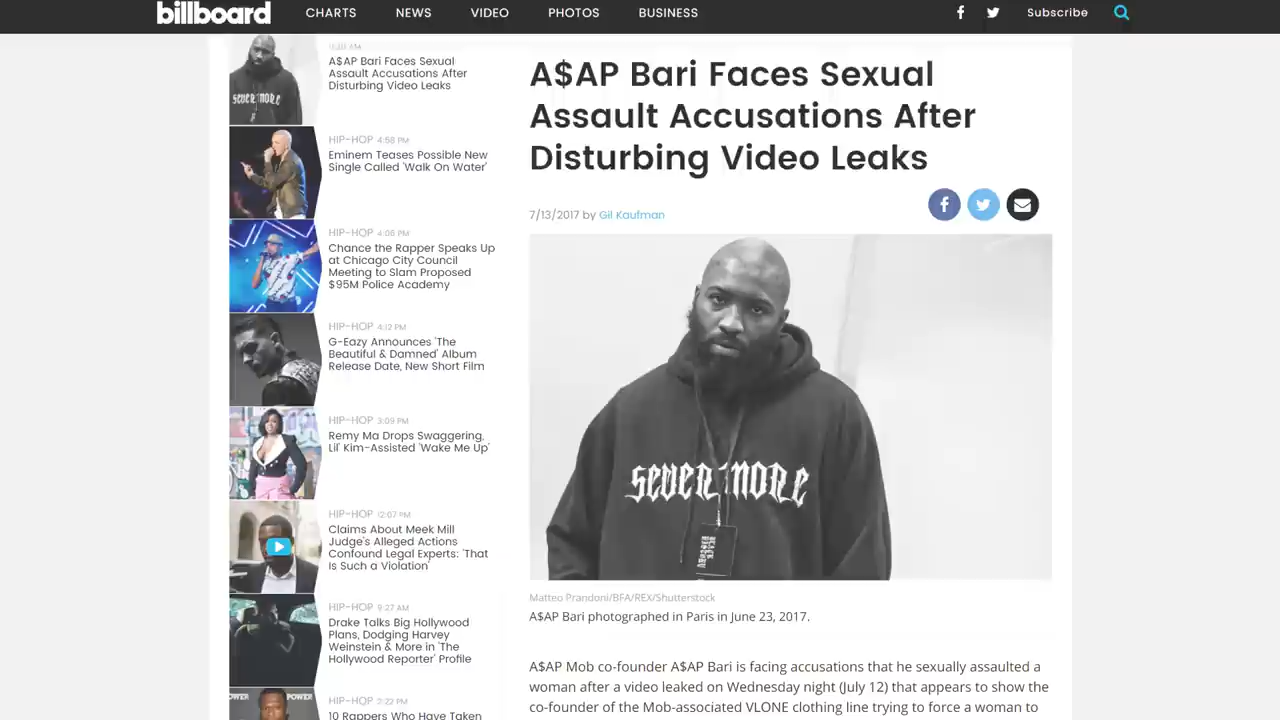 billboard
CHARTS
NEWS
VIDEO
PHOTOS
BUSINESS
Subscribe
A$AP Bari Faces Sexual
Assault Accusations After
Disturbing Video Leaks
HIP-HOP 4:58 PM
Eminem Teases Possible New
Single Called 'Walk On Water'
HIP-HOP 4:06 PM
Chance the Rapper Speaks Up
at Chicago City Council
Meeting to Slam Proposed
$95M Police Academy
HIP-HOP 4:12 PM
G-Eazy Announces 'The
Beautiful & Damned' Album
Release Date, New Short Film
HIP-HOP 3:09 PM
Remy Ma Drops Swaggering,
Lil' Kim-Assisted 'Wake Me Up'
HIP-HOP 12:07 PM
Claims About Meek Mill
Judge's Alleged Actions
Confound Legal Experts: 'That
Is Such a Violation'
HIP-HOP 9:27 AM
Drake Talks Big Hollywood
Plans, Dodging Harvey
Weinstein & More in 'The
Hollywood Reporter' Profile
POWER
HIP-HOP 2:22 PM
10 Rappers Who Have Taken
A$AP Bari Faces Sexual
Assault Accusations After
Disturbing Video Leaks
7/13/2017 by Gil Kaufman
Matteo Prandoni/BFA/REX/Shutterstock
A$AP Bari photographed in Paris in June 23, 2017.
A$AP Mob co-founder A$AP Bari is facing accusations that he sexually assaulted a
woman after a video leaked on Wednesday night (July 12) that appears to show the
co-founder of the Mob-associated VLONE clothing line trying to force a woman to